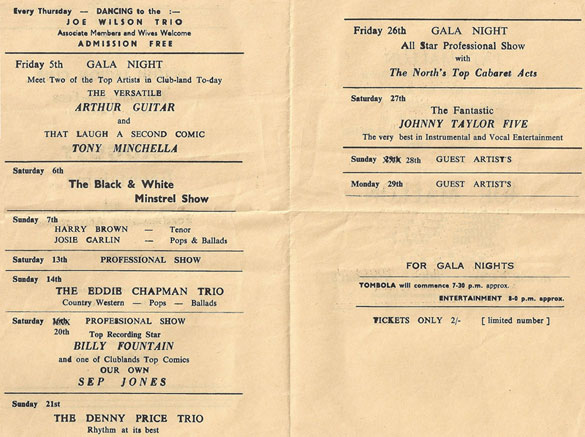 Every Thursday — DANCING to the :—
JOE WILSON TRIO
Associate Members and Wives Welcome
ADMISSION FREE
Friday 5th GALA NIGHT
Meet Two of the Top Artists in Club-land To-day
THE VERSATILE
ARTHUR GUITAR
and
THAT LAUGH A SECOND COMIC
TONY MINCHELLA
Saturday 6th
The Black & White
Minstrel Show
Sunday 7th
HARRY BROWN — Tenor
JOSIE GARLIN — Pops & Ballads
Saturday 13th PROFESSIONAL SHOW
Sunday 14th
THE EDDIE CHAPMAN TRIO
Country Western — Pops — Ballads
Saturday PROFESSIONAL SHOW
20th Top Recording Star
BILLY FOUNTAIN
and one of Clublands Top Comics
OUR OWN
SEP JONES
Sunday 21st
THE DENNY PRICE TRIO
Rhythm at its best
Friday 26th GALA NIGHT
All Star Professional Show
with
The North's Top Cabaret Acts
Saturday 27th
The Fantastic
JOHNNY TAYLOR FIVE
The very best in Instrumental and Vocal Entertainment
Sunday 28th GUEST ARTIST'S
Monday 29th GUEST ARTIST'S
FOR GALA NIGHTS
TOMBOLA will commence 7-30 p.m. approx.
ENTERTAINMENT 8-0 p.m. approx.
TICKETS ONLY 2/- [ limited number ]